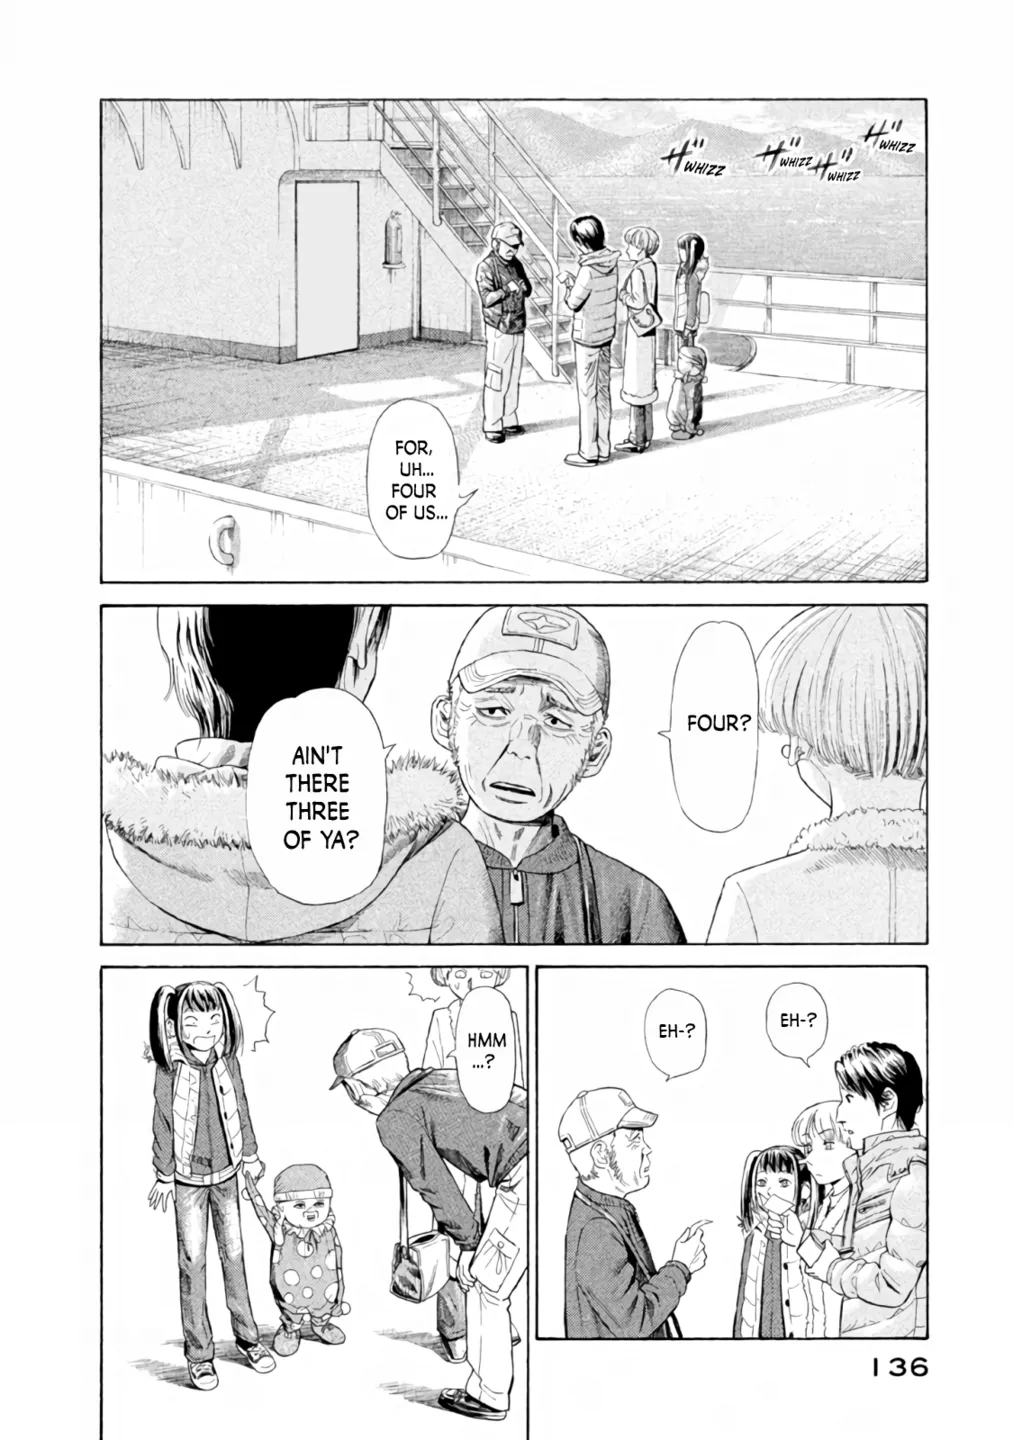 ザ"
WHIZZ
ザ"
WHIZZ
ザ"
WHIZZ
ザ"
WHIZZ
FOR,
UH...
FOUR
OF US...
FOUR?
AIN'T
THERE
THREE
OF YA?
EH-?
EH-?
HMM
...?
136